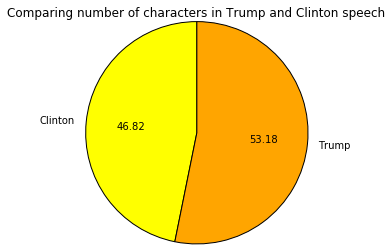 Comparing number of characters in Trump and Clinton speech
Clinton
46.82
53.18
Trump